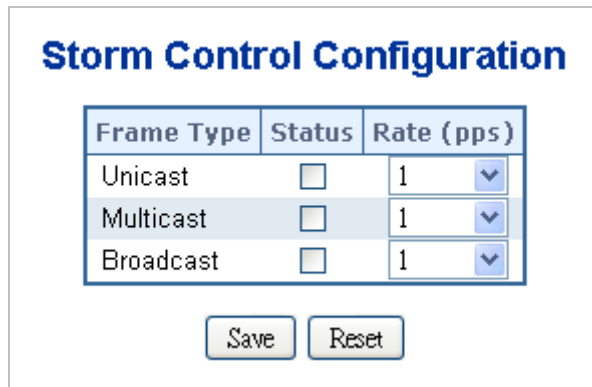 Storm Control Configuration
Frame Type Status Rate (pps)
Unicast 1
Multicast 1
Broadcast 1
Save Reset